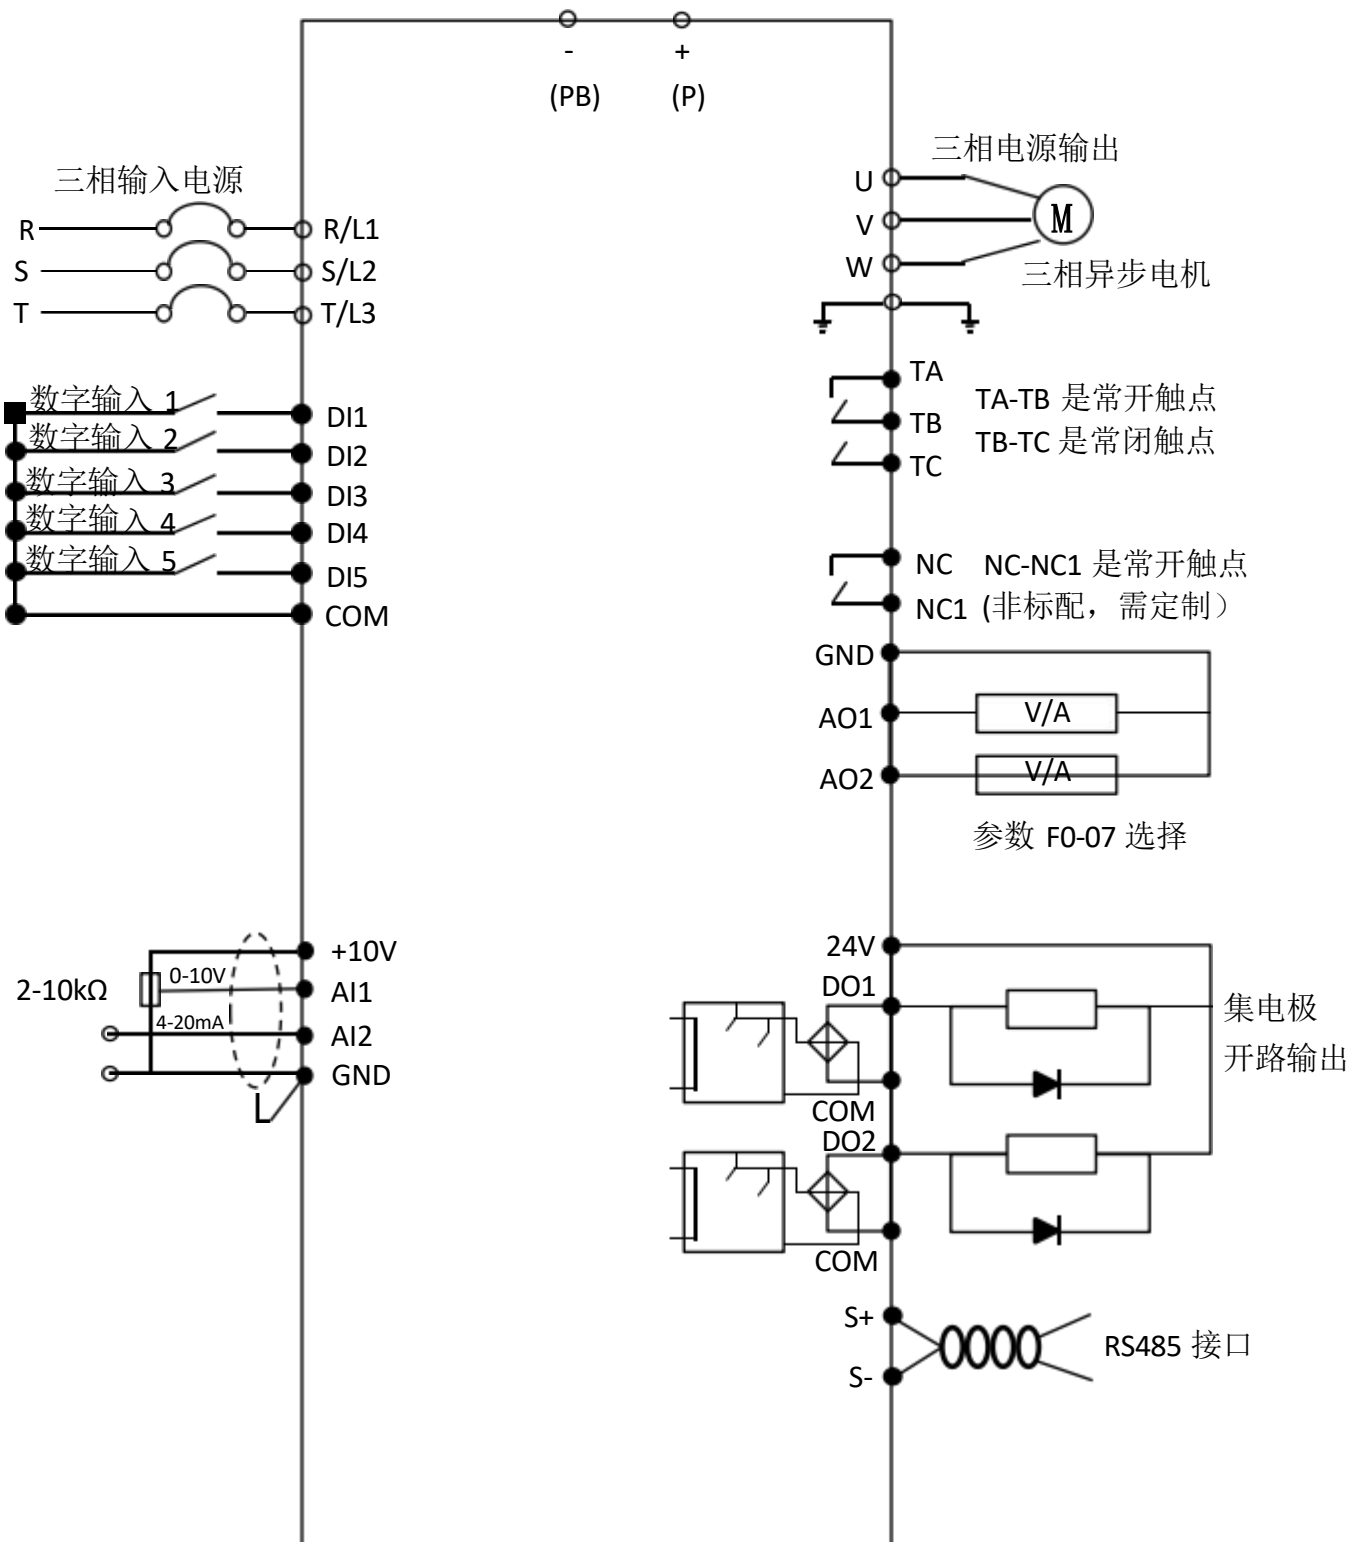 -
+
(PB)
(P)
三相输入电源
R
R/L1
S
S/L2
T
T/L3
三相电源输出
U
V
W
M
三相异步电机
数字输入 1
DI1
数字输入 2
DI2
数字输入 3
DI3
数字输入 4
DI4
数字输入 5
DI5
COM
TA
TB
TC
TA-TB 是常开触点
TB-TC 是常闭触点
NC
NC-NC1 是常开触点
NC1
(非标配，需定制）
GND
AO1
V/A
AO2
V/A
参数 F0-07 选择
+10V
2-10kΩ
0-10V
AI1
4-20mA
AI2
GND
24V
DO1
COM
DO2
COM
集电极
开路输出
S+
S-
RS485 接口